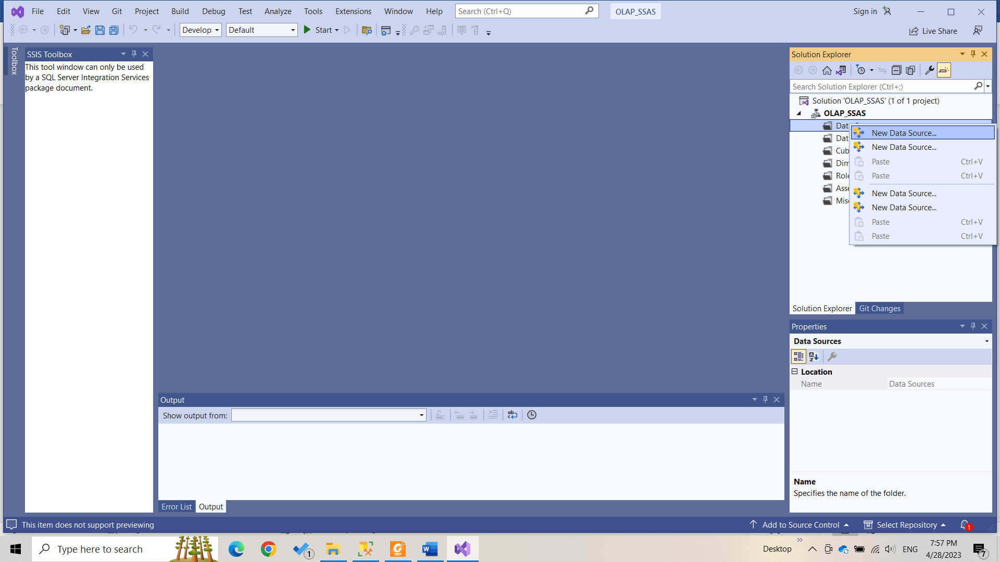 File Edit View Git Project Build Debug Test Analyze Tools Extensions Window Help Search (Ctrl+Q) OLAP_SSAS Sign in
Develop Default Start Live Share
Toolbox
SSIS Toolbox
This tool window can only be used
by a SQL Server Integration Services
package document.
Solution Explorer
Search Solution Explorer (Ctrl+;)
Solution 'OLAP_SSAS' (1 of 1 project)
OLAP_SSAS
Dat
Dat
Cub
Dim
Role
Asse
Misc
New Data Source...
New Data Source...
Paste Ctrl+V
Paste Ctrl+V
New Data Source...
New Data Source...
Paste Ctrl+V
Paste Ctrl+V
Solution Explorer Git Changes
Properties
Data Sources
Location
Name Data Sources
Name
Specifies the name of the folder.
Output
Show output from:
Error List Output
This item does not support previewing
Add to Source Control Select Repository 1
Type here to search 1 PDF Desktop ENG 7:57 PM
4/28/2023 7